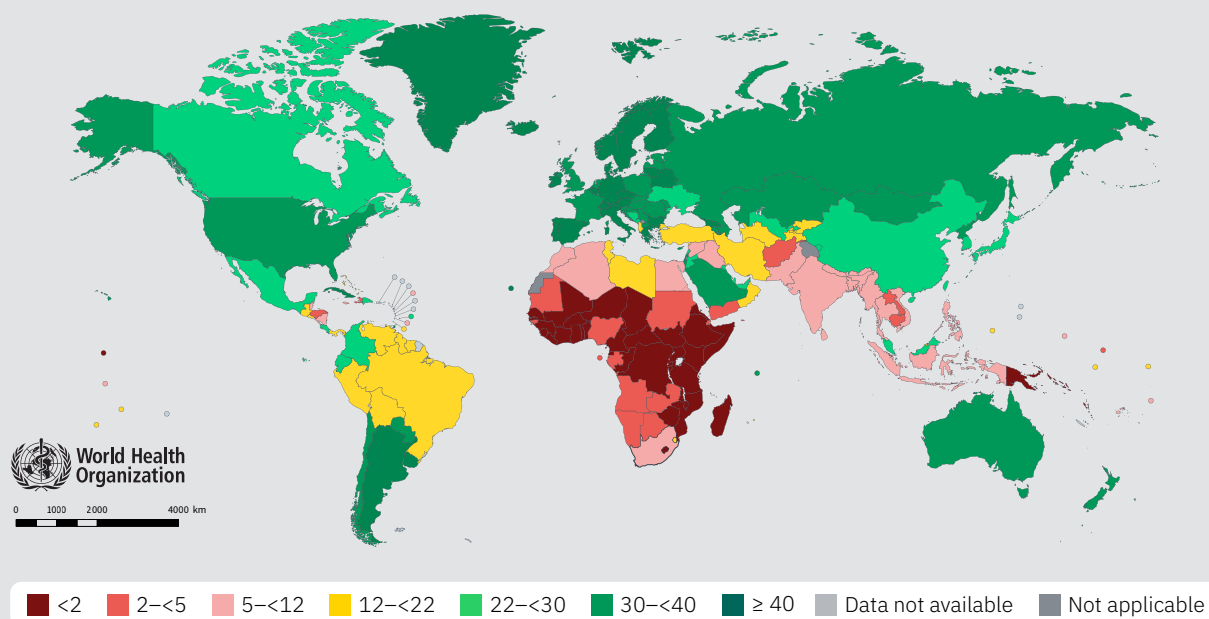 World Health
Organization
0 1000 2000 4000 km
<2 2–<5 5–<12 12–<22 22–<30 30–<40 ≥ 40 Data not available Not applicable